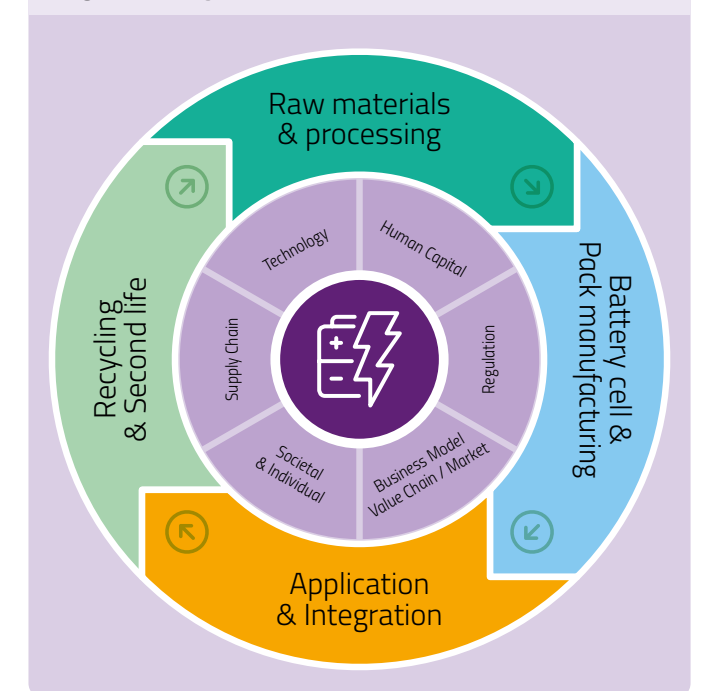 Raw materials
& processing
Battery cell &
Pack manufacturing
Application
& Integration
Recycling
& Second life
Technology
Human Capital
Regulation
Business Model
Value Chain / Market
Societal
& Individual
Supply Chain